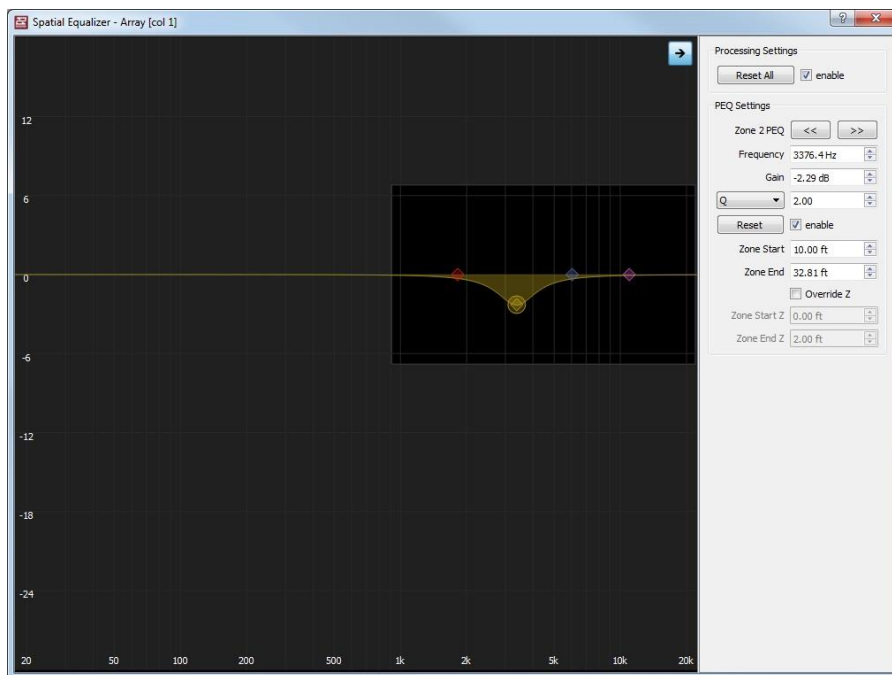 Spatial Equalizer - Array [col 1]
?
X
12
6
0
-6
-12
-18
-24
20
50
100
200
500
1k
2k
5k
10k
20k
Processing Settings
Reset All
enable
PEQ Settings
Zone 2 PEQ << >>
Frequency 3376.4 Hz
Gain -2.29 dB
Q 2.00
Reset enable
Zone Start 10.00 ft
Zone End 32.81 ft
Override Z
Zone Start Z 0.00 ft
Zone End Z 2.00 ft